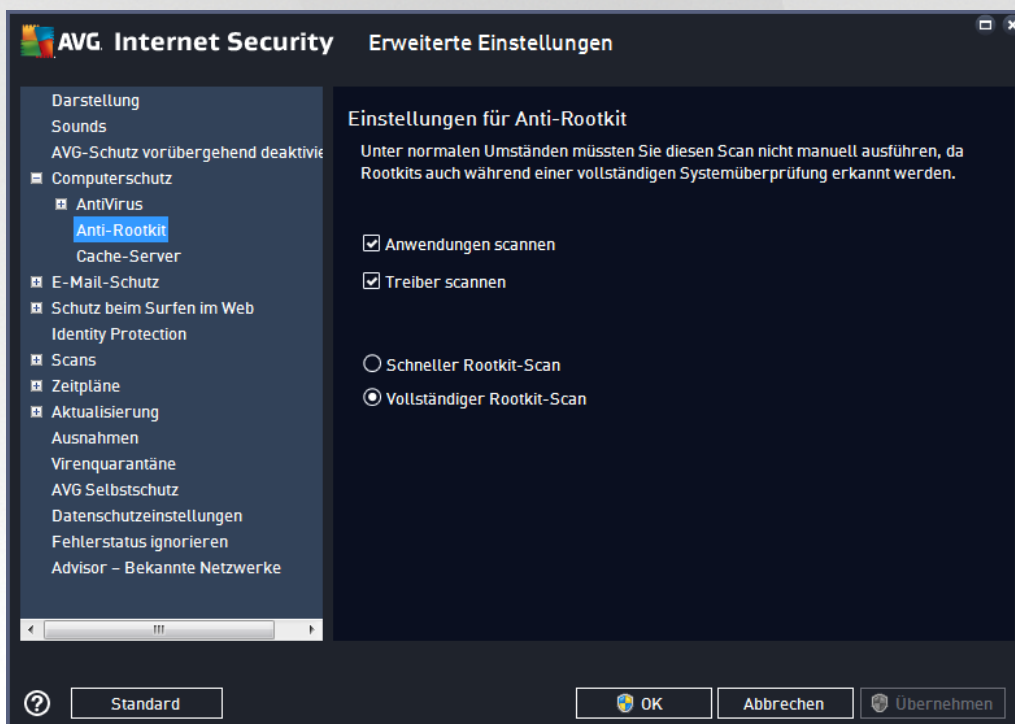 AVG. Internet Security Erweiterte Einstellungen
Darstellung
Sounds
AVG-Schutz vorübergehend deaktivie
Computerschutz
AntiVirus
Anti-Rootkit
Cache-Server
E-Mail-Schutz
Schutz beim Surfen im Web
Identity Protection
Scans
Zeitpläne
Aktualisierung
Ausnahmen
Virenquarantäne
AVG Selbstschutz
Datenschutzeinstellungen
Fehlerstatus ignorieren
Advisor – Bekannte Netzwerke
Einstellungen für Anti-Rootkit
Unter normalen Umständen müssten Sie diesen Scan nicht manuell ausführen, da
Rootkits auch während einer vollständigen Systemüberprüfung erkannt werden.
Anwendungen scannen
Treiber scannen
Schneller Rootkit-Scan
Vollständiger Rootkit-Scan
? Standard OK Abbrechen Übernehmen